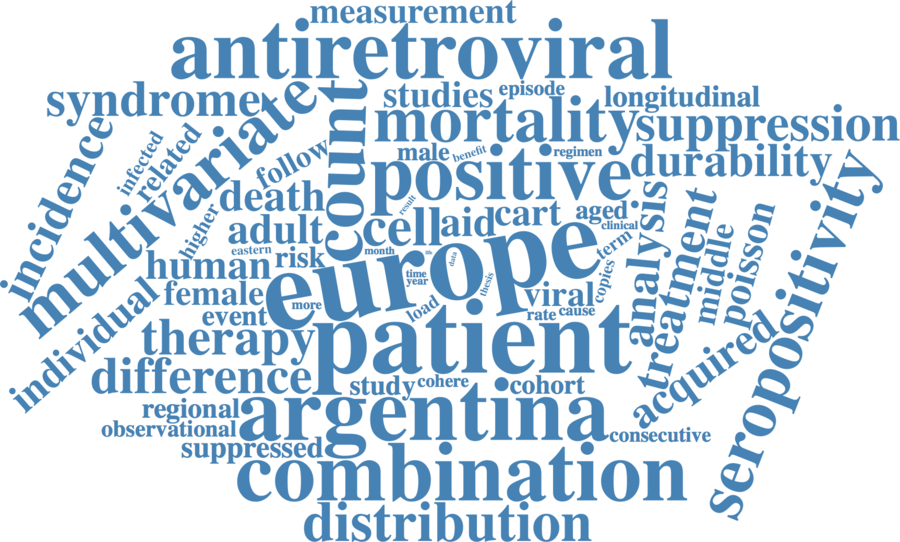 measurement
antiretroviral
syndrome
studies
episode
longitudinal
count
mortality
suppression
incidence
infected
related
multivariate
follow
male
benefit
regimen
durability
positive
death
result
higher
adult
cell
aid
cart
aged
clinical
analysis
seropositivity
eastern
month
europe
term
treatment
middle
poisson
human
risk
time
year
data
thesis
copies
individual
female
more
load
viral
event
rate
cause
therapy
patient
acquired
difference
study
cohere
cohort
regional
argentina
observational
consecutive
suppressed
combination
distribution